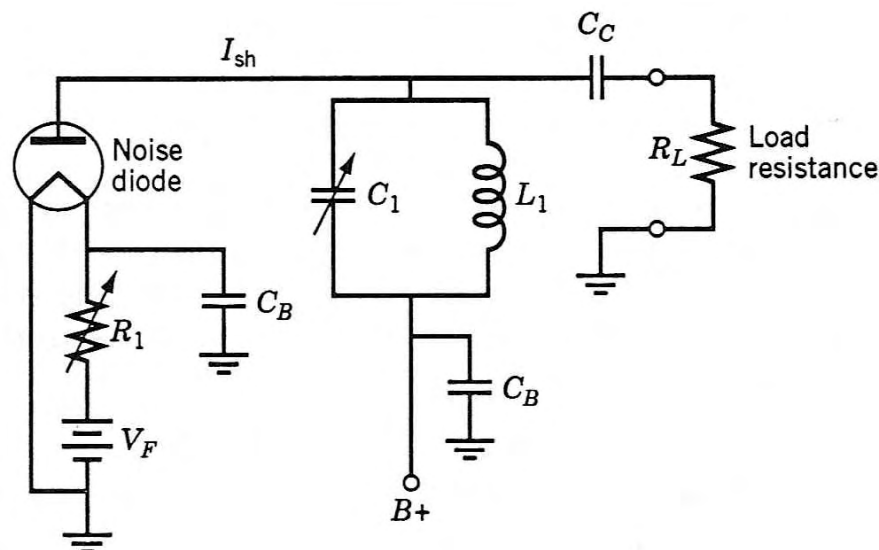 I_sh
C_C
Noise
diode
C_1
L_1
R_L
Load
resistance
R_1
C_B
V_F
C_B
B+